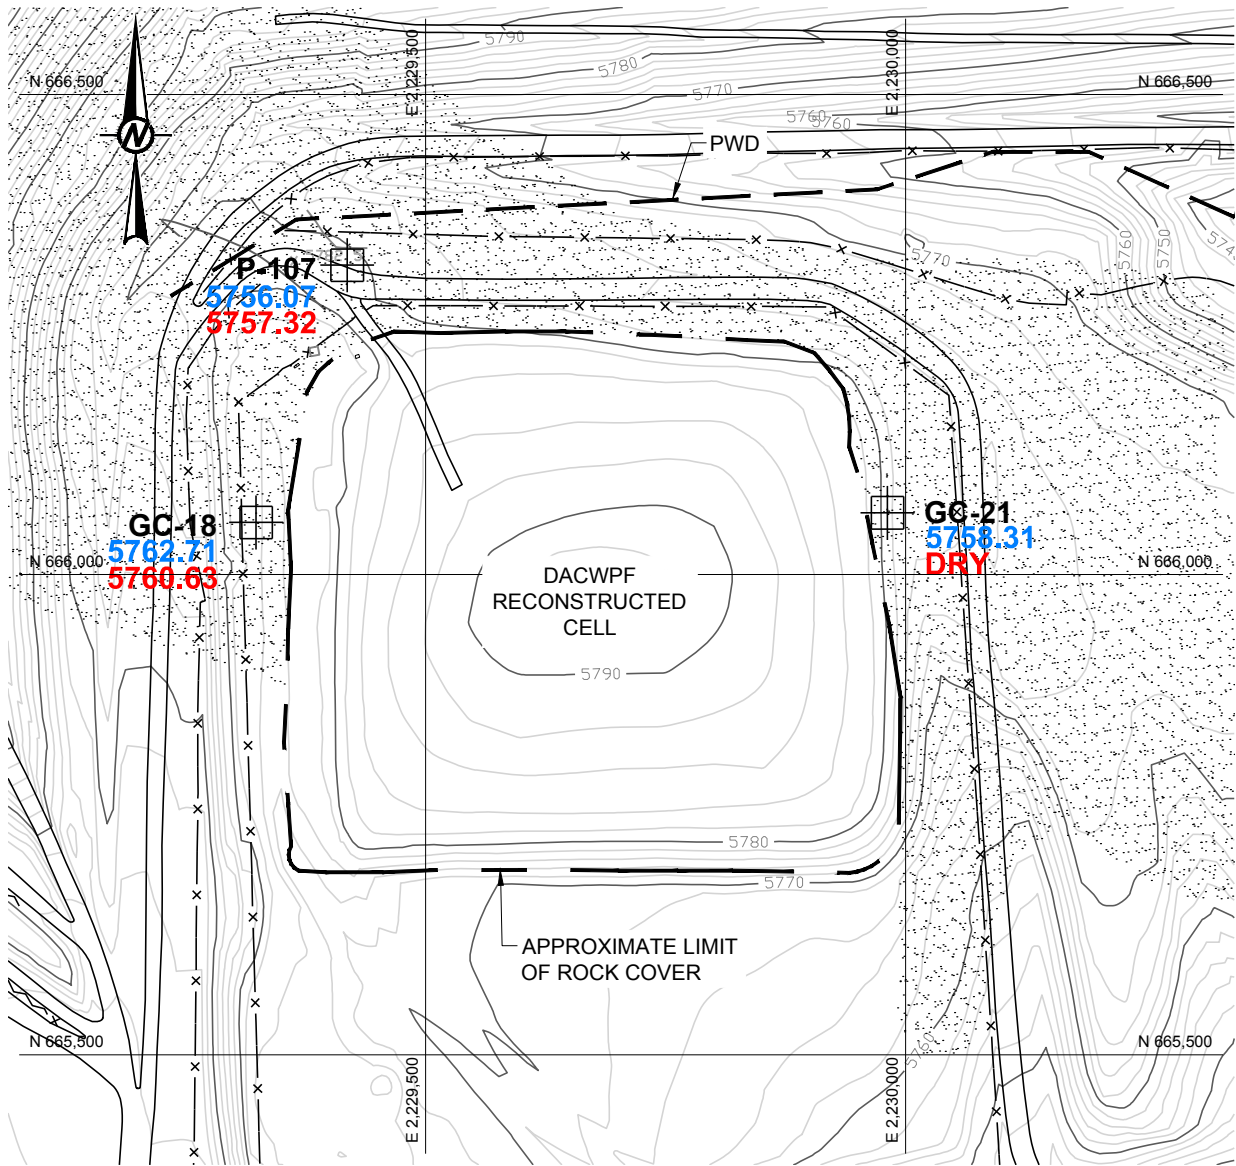 5790
E 2,229,500
E 2,230,000
5780
N 666,500
N 666,500
5770
5760
5760
PWD
N
5760
5750
5770
P-107
5756.07
5757.32
GC-18
5762.71
5760.63
GC-21
5758.31
DRY
N 666,000
DACWPF
RECONSTRUCTED
CELL
5790
5780
5770
APPROXIMATE LIMIT
OF ROCK COVER
N 665,500
5760
N 665,500
E 2,229,500
E 2,230,000